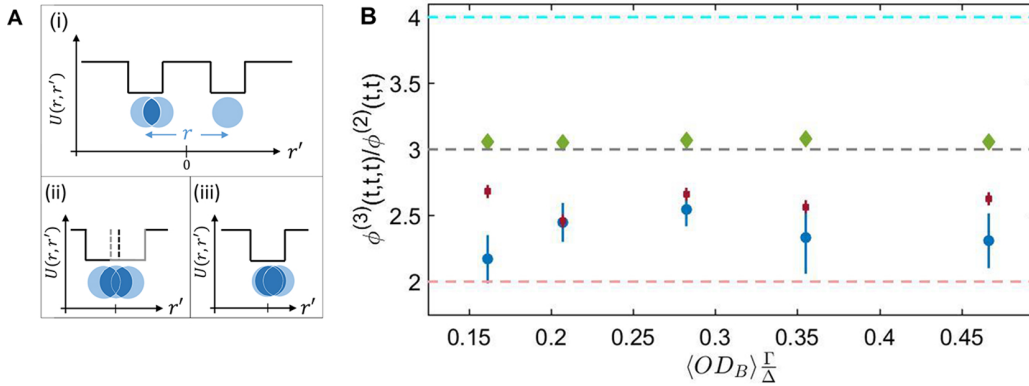 A
(i)
U(r,r')
r
0
r'
(ii)
U(r,r')
r'
(iii)
U(r,r')
r'
B
ϕ(3)(t,t,t)/ϕ(2)(t,t)
4
3.5
3
2.5
2
0.15 0.2 0.25 0.3 0.35 0.4 0.45
⟨OD_B⟩ Γ/Δ